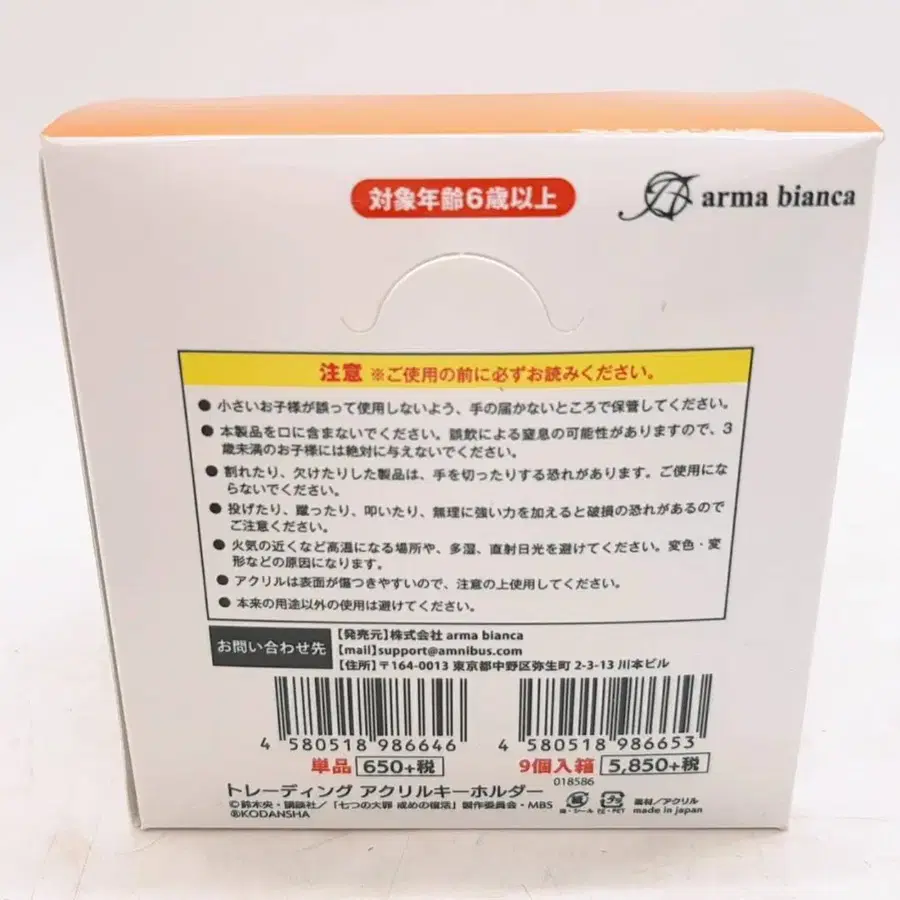 対象年齢6歳以上
arma bianca
注意 ※ご使用の前に必ずお読みください。
● 小さいお子様が誤って使用しないよう、手の届かないところで保管してください。
● 本製品を口に含まないでください。誤飲による窒息の可能性がありますので、3
歳未満のお子様には絶対に与えないでください。
● 割れたり、欠けたりした製品は、手を切ったりする恐れがあります。ご使用にな
らないでください。
● 投げたり、蹴ったり、叩いたり、無理に強い力を加えると破損の恐れがあるので
ご注意ください。
● 火気の近くなど高温になる場所や、多湿、直射日光を避けてください。変色・変
形などの原因になります。
● アクリルは表面が傷つきやすいので、注意の上使用してください。
● 本来の用途以外の使用は避けてください。
お問い合わせ先
【発売元】株式会社 arma bianca
【mail】support@amnibus.com
【住所】〒164-0013 東京都中野区弥生町 2-3-13 川本ビル
4 580518 986646
4 580518 986653
単品 650+税
9個入箱 5,850+税
018586
トレーディング アクリルキーホルダー
©鈴木央・講談社／「七つの大罪 戒めの復活」製作委員会・MBS
®KODANSHA
紙
箱・シール
プラ
袋・PET
素材／アクリル
made in japan